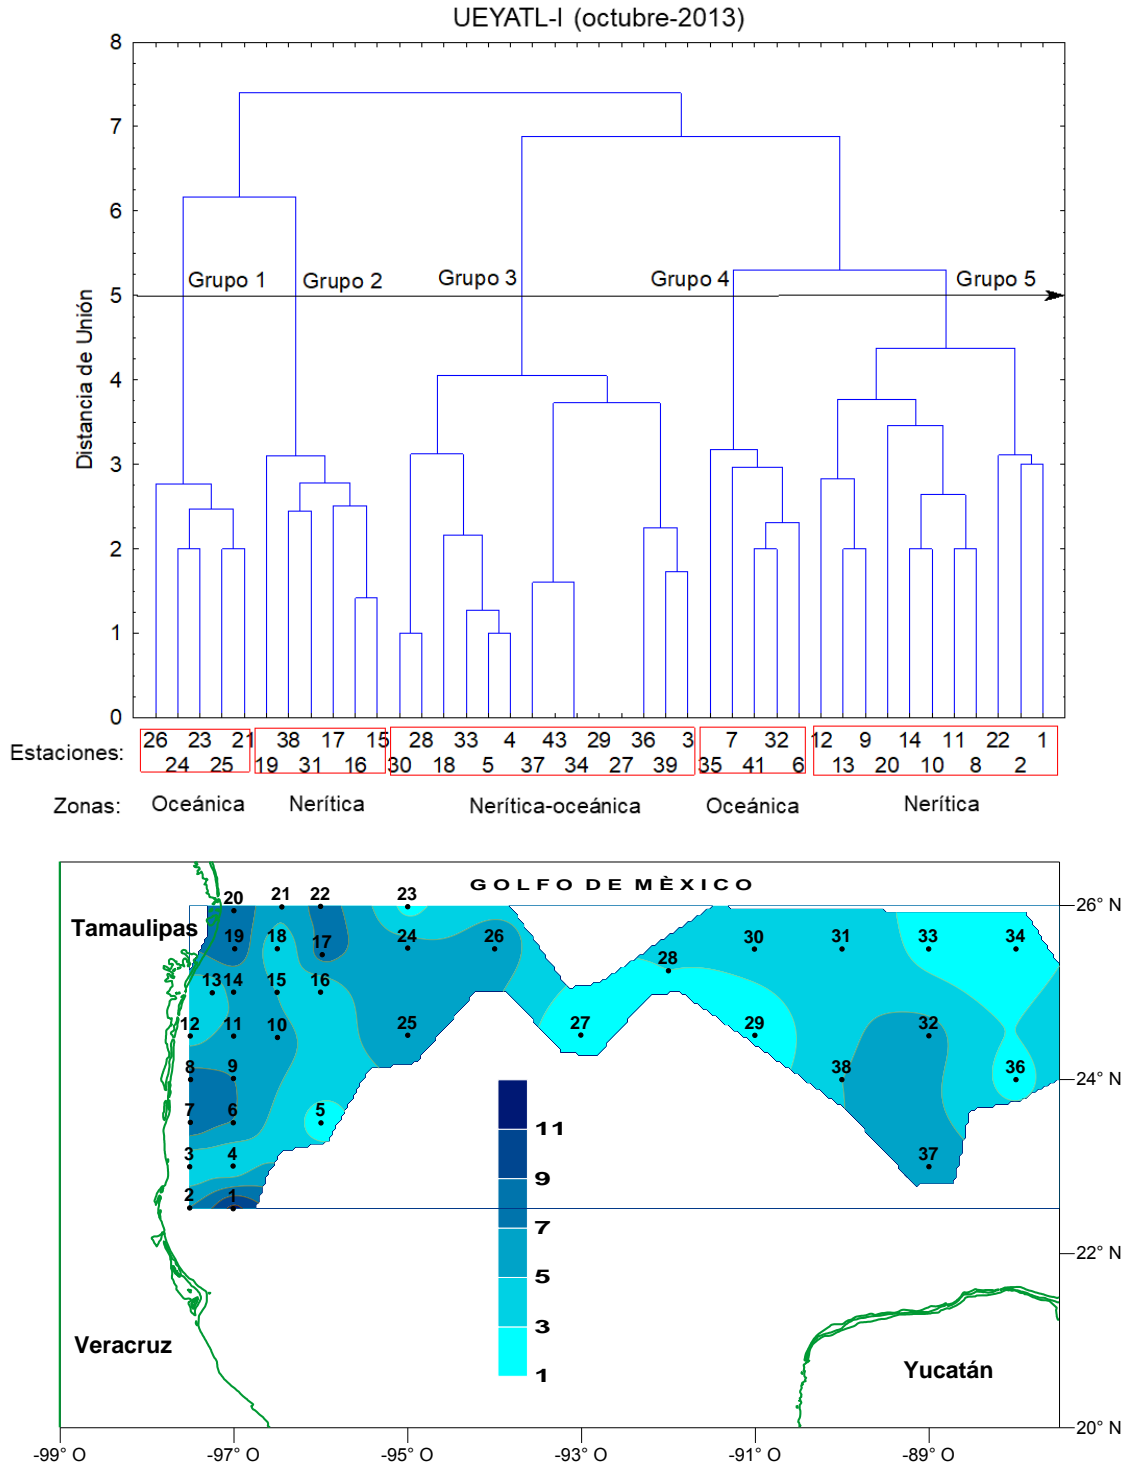 UEYATL-I (octubre-2013)
8
7
6
5
4
3
2
1
0
Distancia de Unión
Grupo 1
Grupo 2
Grupo 3
Grupo 4
Grupo 5
Estaciones:
26 23 21 38 17 15 28 33 4 43 29 36 3 7 32 12 9 14 11 22 1
24 25 19 31 16 30 18 5 37 34 27 39 35 41 6 13 20 10 8 2
Zonas: Oceánica Nerítica Nerítica-oceánica Oceánica Nerítica
GOLFO DE MÈXICO
Tamaulipas
20 21 22 23
19 18 17 24 26 30 31 33 34
28
13 14 15 16
12 11 10 25 27 29 32
8 9 38 36
7 6 5
3 4 37
2 1
11
9
7
5
3
1
Veracruz
Yucatán
26° N
24° N
22° N
20° N
-99° O -97° O -95° O -93° O -91° O -89° O